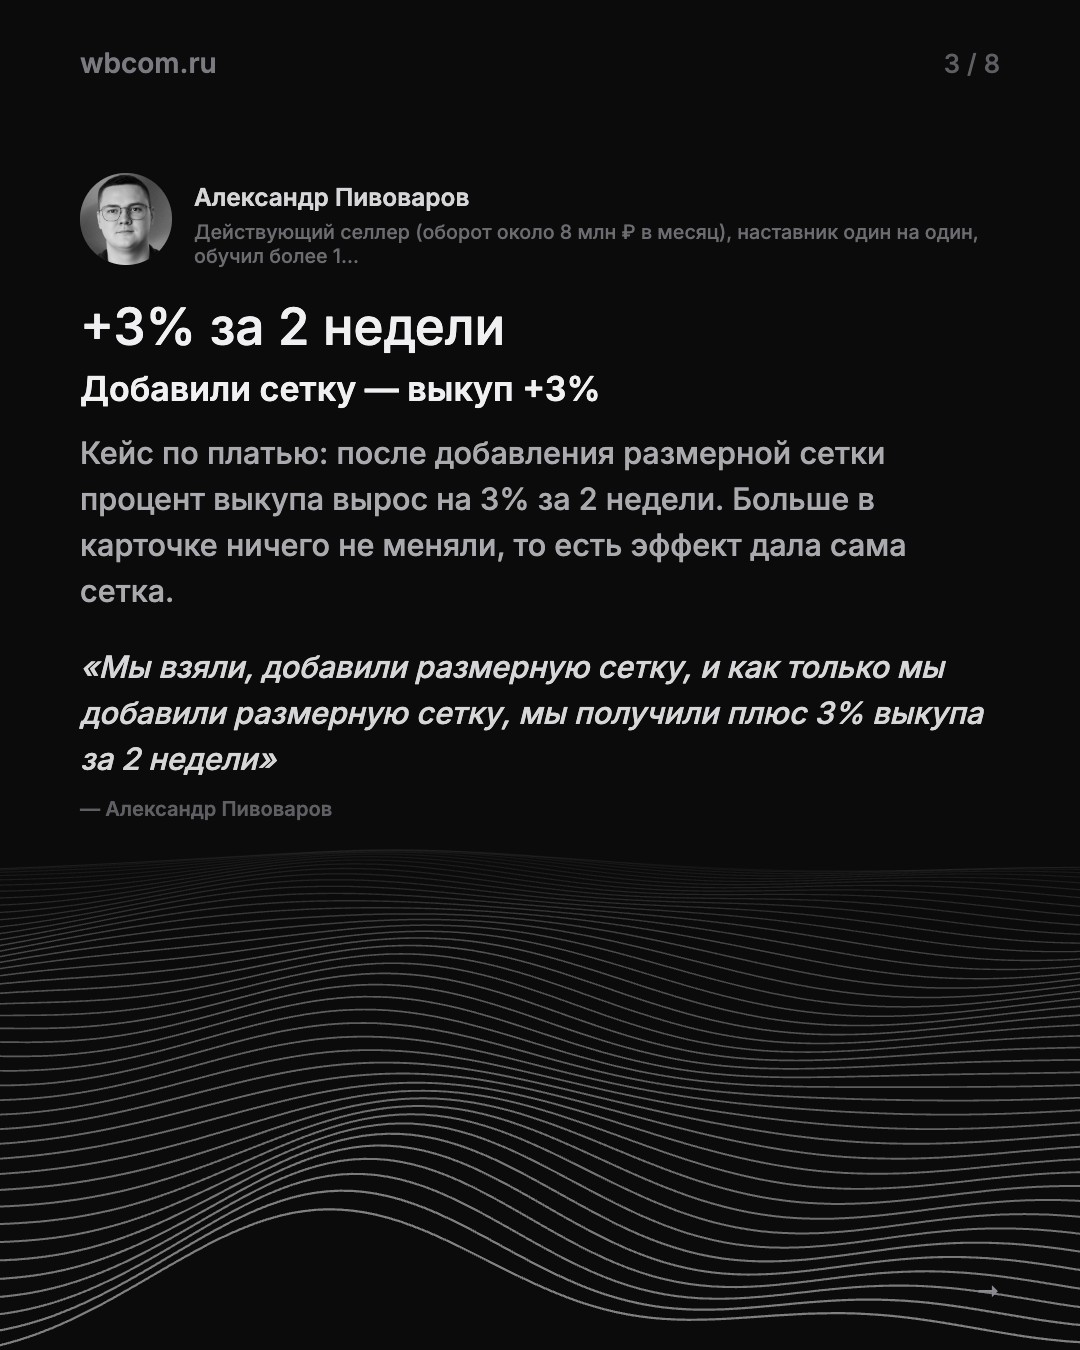 wbcom.ru
3 / 8
Александр Пивоваров
Действующий селлер (оборот около 8 млн ₽ в месяц), наставник один на один,
обучил более 1...
+3% за 2 недели
Добавили сетку — выкуп +3%
Кейс по платью: после добавления размерной сетки
процент выкупа вырос на 3% за 2 недели. Больше в
карточке ничего не меняли, то есть эффект дала сама
сетка.
«Мы взяли, добавили размерную сетку, и как только мы
добавили размерную сетку, мы получили плюс 3% выкупа
за 2 недели»
— Александр Пивоваров